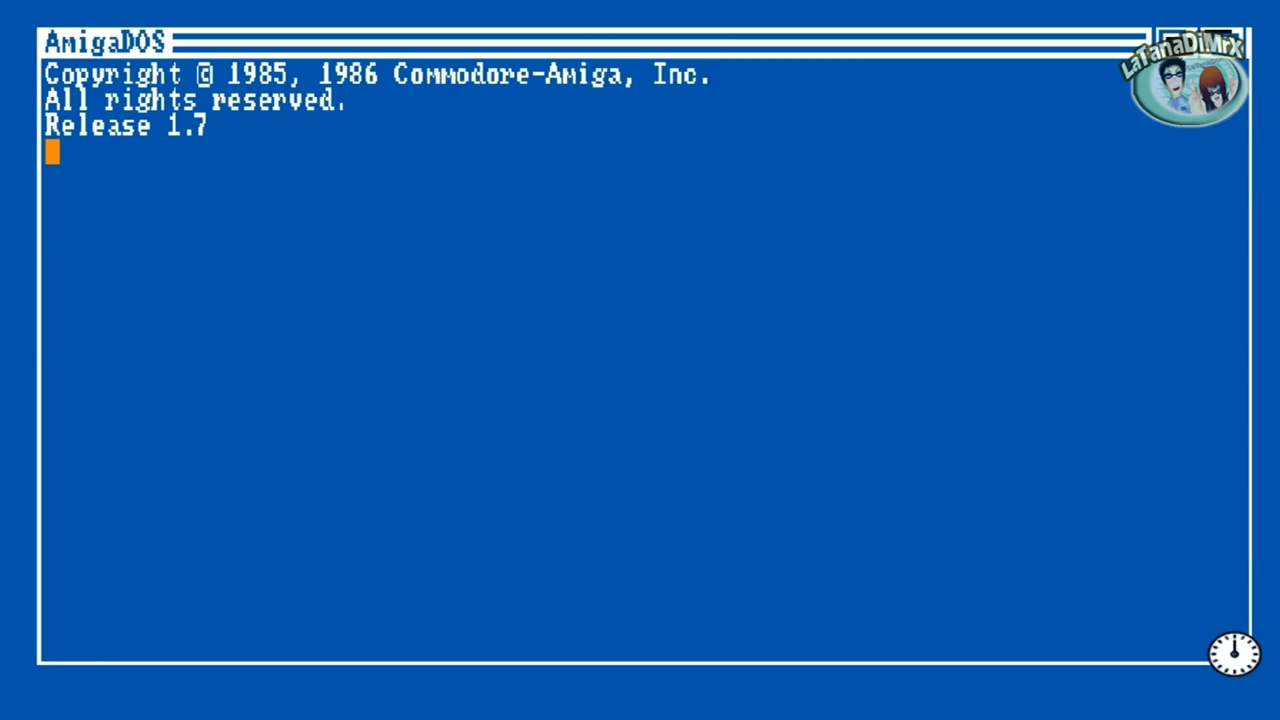 AmigaDOS
LaTanaDiMrX
Copyright © 1985, 1986 Commodore-Amiga, Inc.
All rights reserved.
Release 1.7